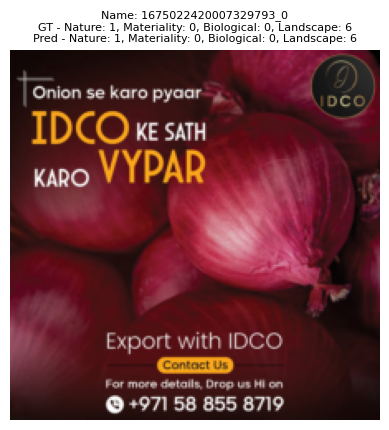 Name: 1675022420007329793_0
GT - Nature: 1, Materiality: 0, Biological: 0, Landscape: 6
Pred - Nature: 1, Materiality: 0, Biological: 0, Landscape: 6
IDCO
Onion se karo pyaar
IDCO KE SATH
KARO VYPAR
Export with IDCO
Contact Us
For more details, Drop us Hi on
+971 58 855 8719